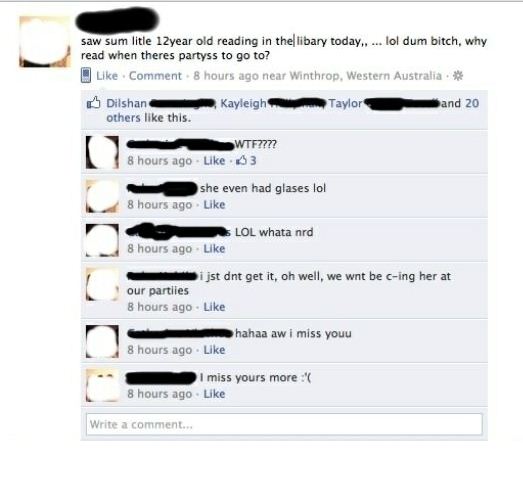 saw sum litle 12year old reading in the libary today,, ... lol dum bitch, why
read when theres partyss to go to?
Like · Comment · 8 hours ago near Winthrop, Western Australia ·
Dilshan , Kayleigh Taylor and 20
others like this.
WTF????
8 hours ago · Like · 3
she even had glases lol
8 hours ago · Like
s LOL whata nrd
8 hours ago · Like
i jst dnt get it, oh well, we wnt be c-ing her at
our partiies
8 hours ago · Like
hahaa aw i miss youu
8 hours ago · Like
I miss yours more :'(
8 hours ago · Like
Write a comment...